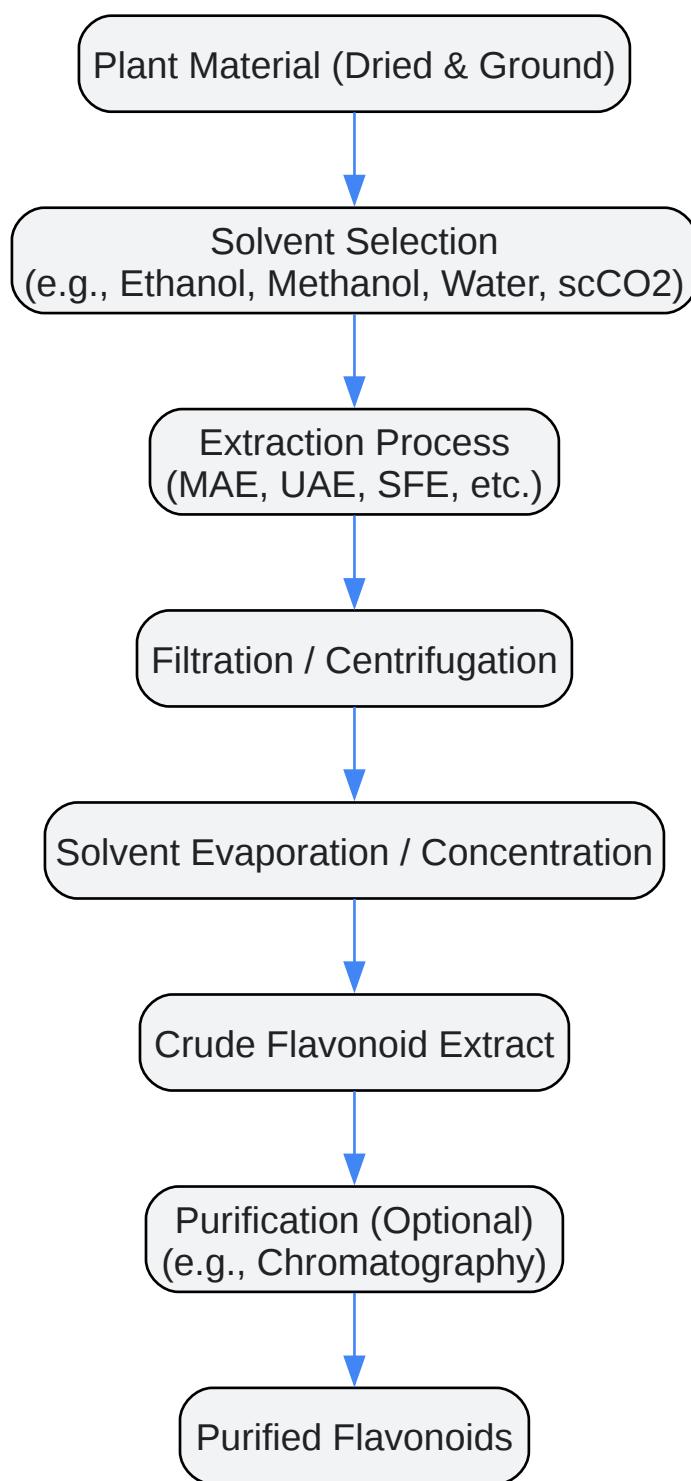 Plant Material (Dried & Ground)
Solvent Selection
(e.g., Ethanol, Methanol, Water, scCO2)
Extraction Process
(MAE, UAE, SFE, etc.)
Filtration / Centrifugation
Solvent Evaporation / Concentration
Crude Flavonoid Extract
Purification (Optional)
(e.g., Chromatography)
Purified Flavonoids